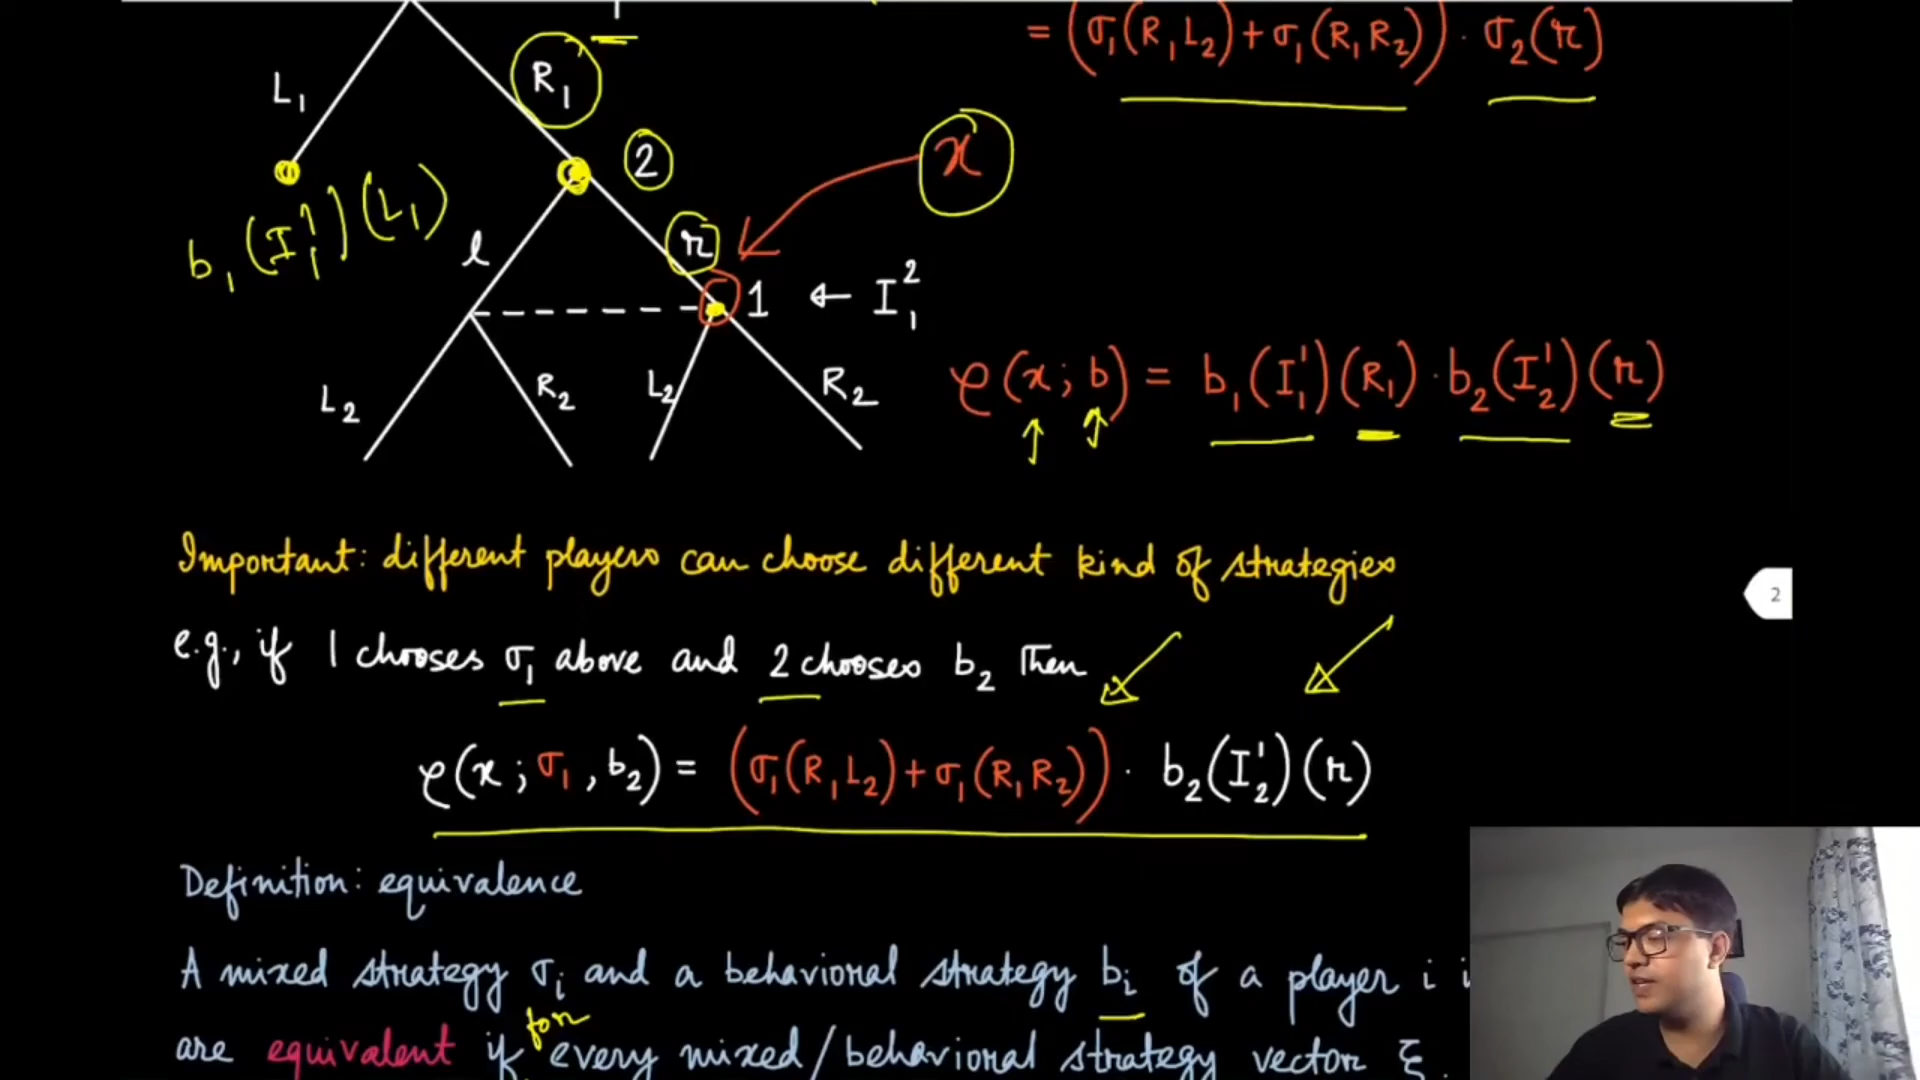 = (σ₁(R₁L₂) + σ₁(R₁R₂)) · σ₂(r)
R₁
L₁
2
x
b₁(I₁¹)(L₁)
l
r
1 ← I₁²
L₂
R₂
L₂
R₂
ρ(x; b) = b₁(I₁¹)(R₁) · b₂(I₂¹)(r)
Important: different players can choose different kind of strategies
2
e.g., if 1 chooses σ₁ above and 2 chooses b₂ then
ρ(x; σ₁, b₂) = (σ₁(R₁L₂) + σ₁(R₁R₂)) · b₂(I₂¹)(r)
Definition: equivalence
A mixed strategy σᵢ and a behavioral strategy bᵢ of a player i i
for
are equivalent if every mixed/behavioral strategy vector ξ